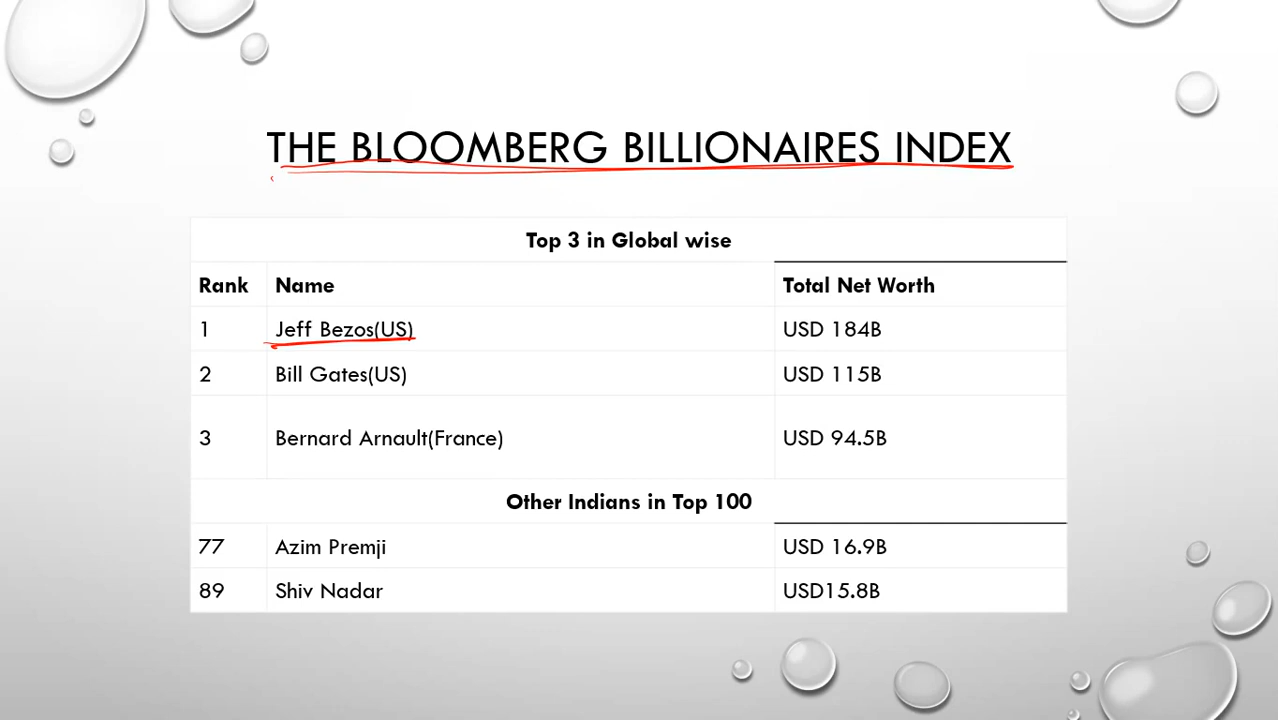 THE BLOOMBERG BILLIONAIRES INDEX
Top 3 in Global wise
Rank Name Total Net Worth
1 Jeff Bezos(US) USD 184B
2 Bill Gates(US) USD 115B
3 Bernard Arnault(France) USD 94.5B
Other Indians in Top 100
77 Azim Premji USD 16.9B
89 Shiv Nadar USD15.8B